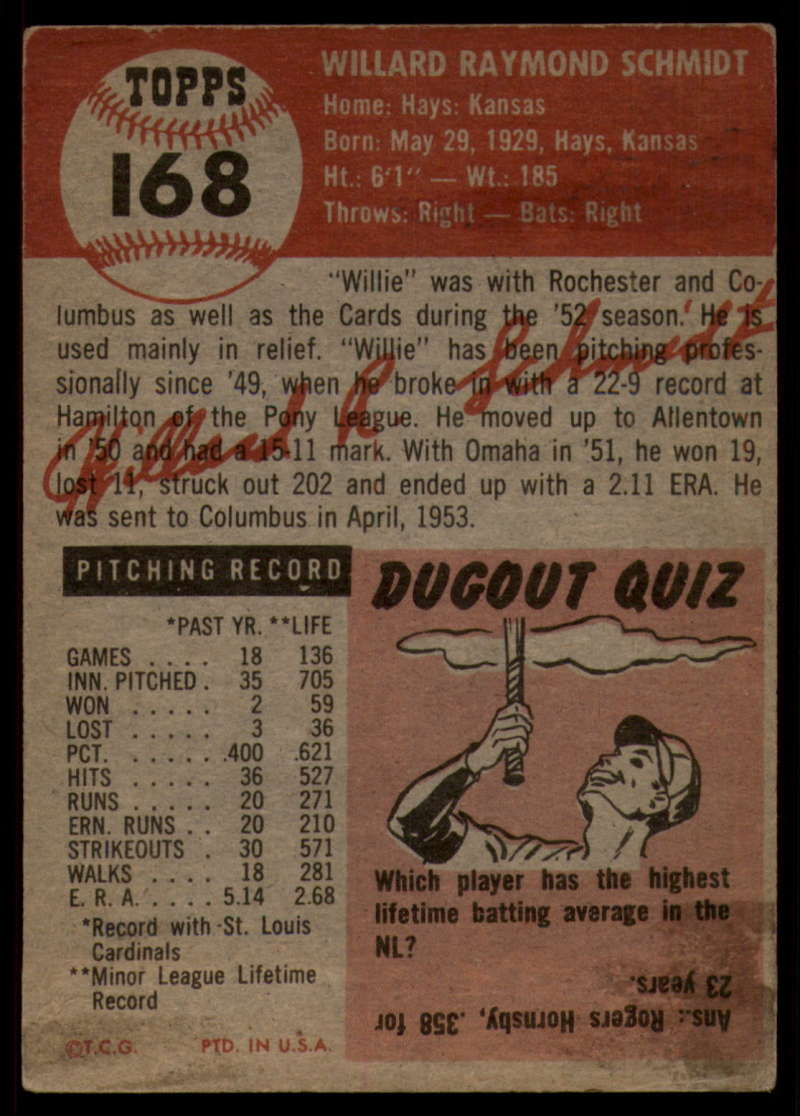 TOPPS
168
WILLARD RAYMOND SCHMIDT
Home: Hays: Kansas
Born: May 29, 1929, Hays, Kansas
Ht.: 6'1" — Wt.: 185
Throws: Right — Bats: Right
"Willie" was with Rochester and Co-
lumbus as well as the Cards during the '52 season. He is
used mainly in relief. "Willie" has been pitching profes-
sionally since '49, when he broke in with a 22-9 record at
Hamilton of the Pony League. He moved up to Allentown
in '50 and had a 15-11 mark. With Omaha in '51, he won 19,
lost 11, struck out 202 and ended up with a 2.11 ERA. He
was sent to Columbus in April, 1953.
Willard R. Schmidt
PITCHING RECORD
*PAST YR. **LIFE
GAMES . . . . 18 136
INN. PITCHED . 35 705
WON . . . . . 2 59
LOST . . . . . 3 36
PCT. . . . . . .400 .621
HITS . . . . . 36 527
RUNS . . . . . 20 271
ERN. RUNS . . 20 210
STRIKEOUTS . 30 571
WALKS . . . . 18 281
E. R. A. . . . . 5.14 2.68
*Record with St. Louis
Cardinals
**Minor League Lifetime
Record
©T.C.G. PTD. IN U.S.A.
DUGOUT QUIZ
Which player has the highest
lifetime batting average in the
NL?
Ans.: Rogers Hornsby, .358 for
23 years.